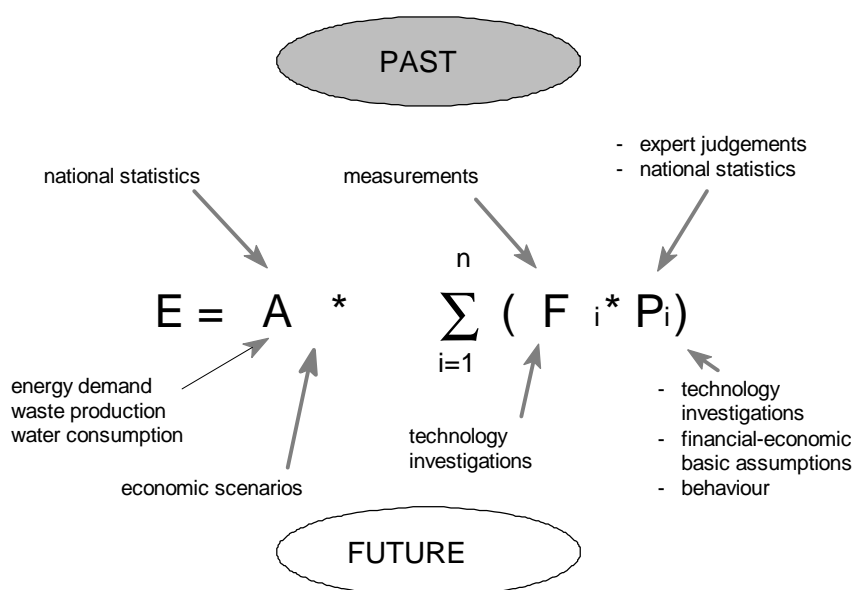 PAST
- expert judgements
- national statistics
national statistics
measurements
n
E = A * ∑ ( F i * Pi)
i=1
energy demand
waste production
water consumption
economic scenarios
technology
investigations
- technology
investigations
- financial-economic
basic assumptions
- behaviour
FUTURE